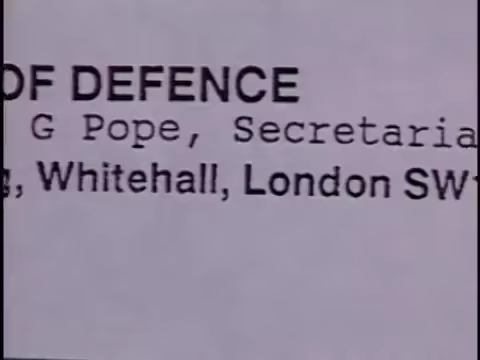 OF DEFENCE
G Pope, Secretaria
, Whitehall, London SW